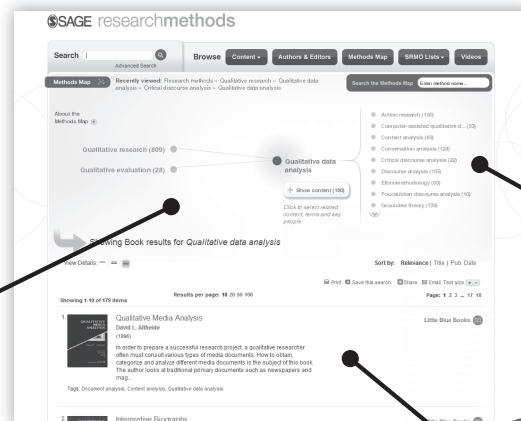 SAGE researchmethods
Search
Advanced Search
Browse Content Authors & Editors Methods Map SRMO Lists Videos
Methods Map
Recently viewed: Research methods » Qualitative research » Qualitative data
analysis » Critical discourse analysis » Qualitative data analysis
Search the Methods Map Enter method name...
About the
Methods Map
Qualitative research (809)
Qualitative evaluation (28)
Qualitative data
analysis
Show content (180)
Click to select related
content, terms and key
people
Action research (150)
Computer-assisted qualitative d... (53)
Content analysis (89)
Conversation analysis (124)
Critical discourse analysis (22)
Discourse analysis (155)
Ethnomethodology (60)
Foucauldian discourse analysis (10)
Grounded theory (133)
Showing Book results for Qualitative data analysis
View Details:
Sort by: Relevance | Title | Pub. Date
Print Save this search Share Email Text size + -
Showing 1-10 of 179 items
Results per page: 10 20 50 100
Page: 1 2 3 ... 17 18
1.
QUALITATIVE
MEDIA
ANALYSIS
Qualitative Media Analysis
David L. Altheide
(1996)
Little Blue Books
In order to prepare a successful research project, a qualitative researcher
often must consult various types of media documents. How to obtain,
categorize and analyze different media documents is the subject of this book.
The author looks at traditional primary documents such as newspapers and
mag...
Tags: Document analysis, Content analysis, Qualitative data analysis
2.
Interpretive Biography
Little Blue Books